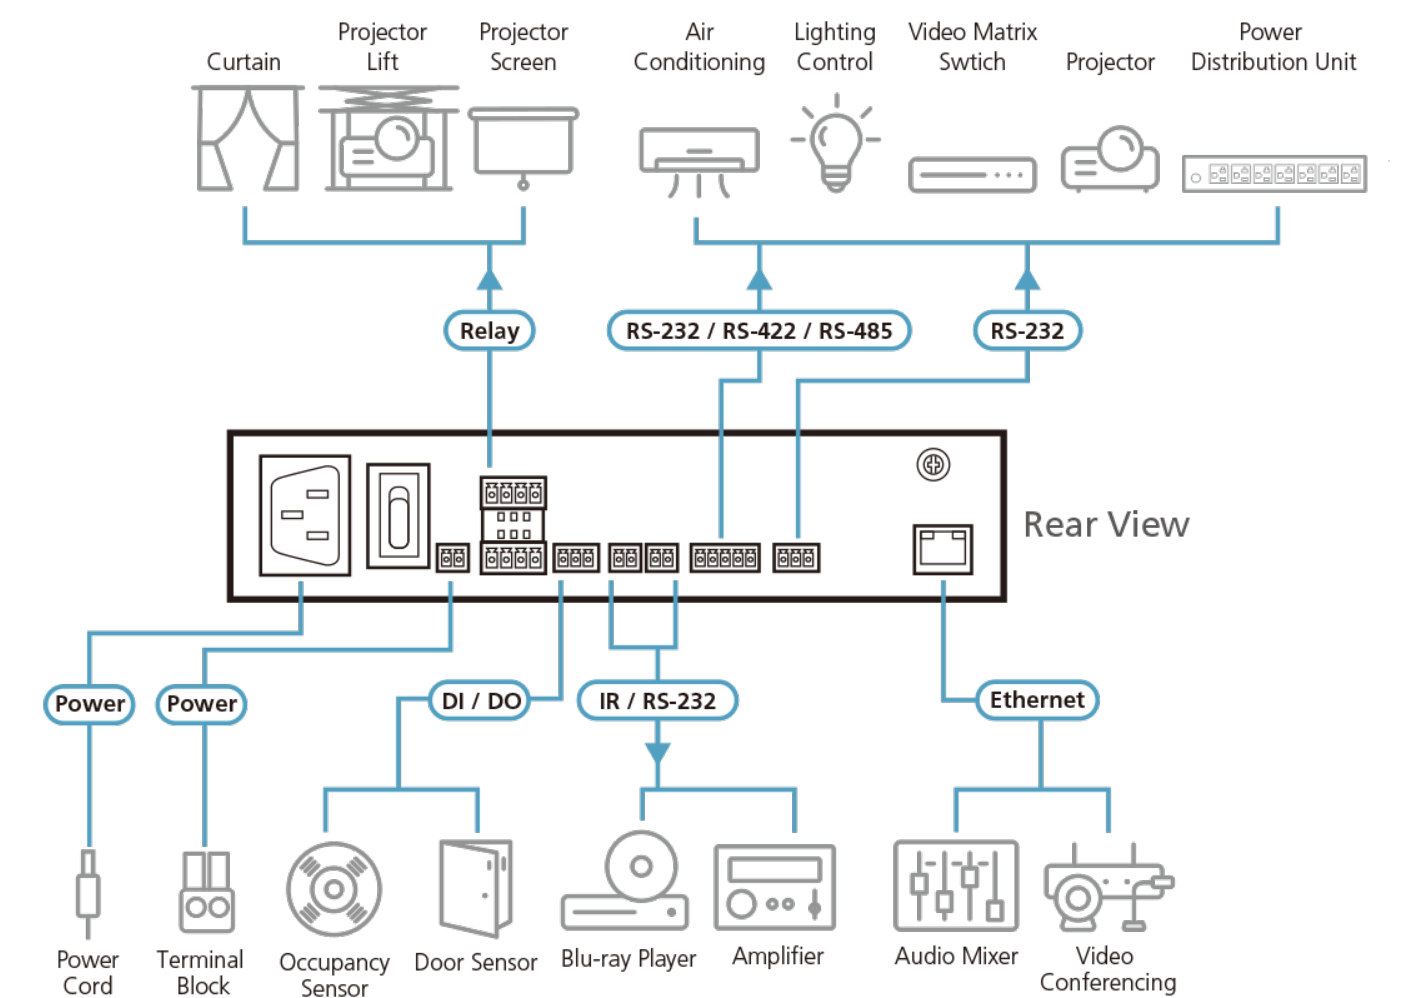 Curtain
Projector
Lift
Projector
Screen
Air
Conditioning
Lighting
Control
Video Matrix
Swtich
Projector
Power
Distribution Unit
Relay
RS-232 / RS-422 / RS-485
RS-232
Rear View
Power
Power
DI / DO
IR / RS-232
Ethernet
Power
Cord
Terminal
Block
Occupancy
Sensor
Door Sensor
Blu-ray Player
Amplifier
Audio Mixer
Video
Conferencing